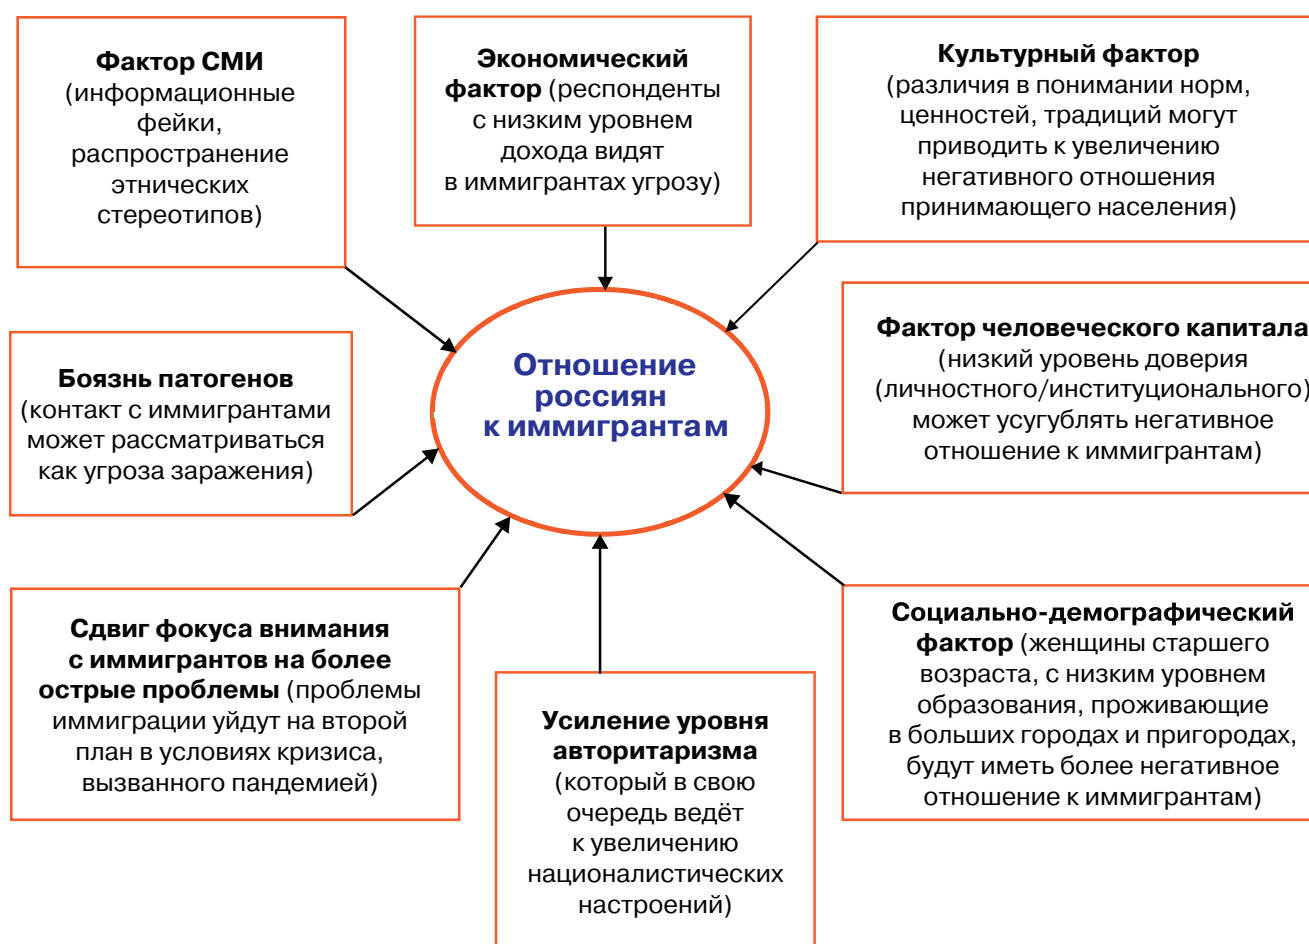 Фактор СМИ
(информационные
фейки,
распространение
этнических
стереотипов)
Экономический
фактор (респонденты
с низким уровнем
дохода видят
в иммигрантах угрозу)
Культурный фактор
(различия в понимании норм,
ценностей, традиций могут
приводить к увеличению
негативного отношения
принимающего населения)
Боязнь патогенов
(контакт с иммигрантами
может рассматриваться
как угроза заражения)
Отношение
россиян
к иммигрантам
Фактор человеческого капитала
(низкий уровень доверия
(личностного/институционального)
может усугублять негативное
отношение к иммигрантам)
Сдвиг фокуса внимания
с иммигрантов на более
острые проблемы (проблемы
иммиграции уйдут на второй
план в условиях кризиса,
вызванного пандемией)
Усиление уровня
авторитаризма
(который в свою
очередь ведёт
к увеличению
националистических
настроений)
Социально-демографический
фактор (женщины старшего
возраста, с низким уровнем
образования, проживающие
в больших городах и пригородах,
будут иметь более негативное
отношение к иммигрантам)